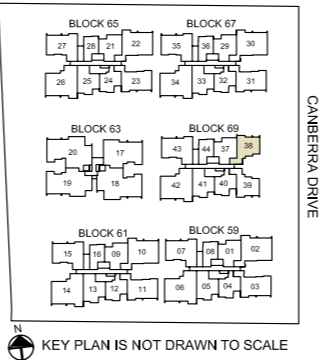 BLOCK 65 BLOCK 67
27 28 21 22 35 36 29 30
26 25 24 23 34 33 32 31
BLOCK 63 BLOCK 69
20 17 43 44 37 38
19 18 42 41 40 39
CANBERRA DRIVE
BLOCK 61 BLOCK 59
15 16 09 10 07 08 01 02
14 13 12 11 06 05 04 03
N
KEY PLAN IS NOT DRAWN TO SCALE